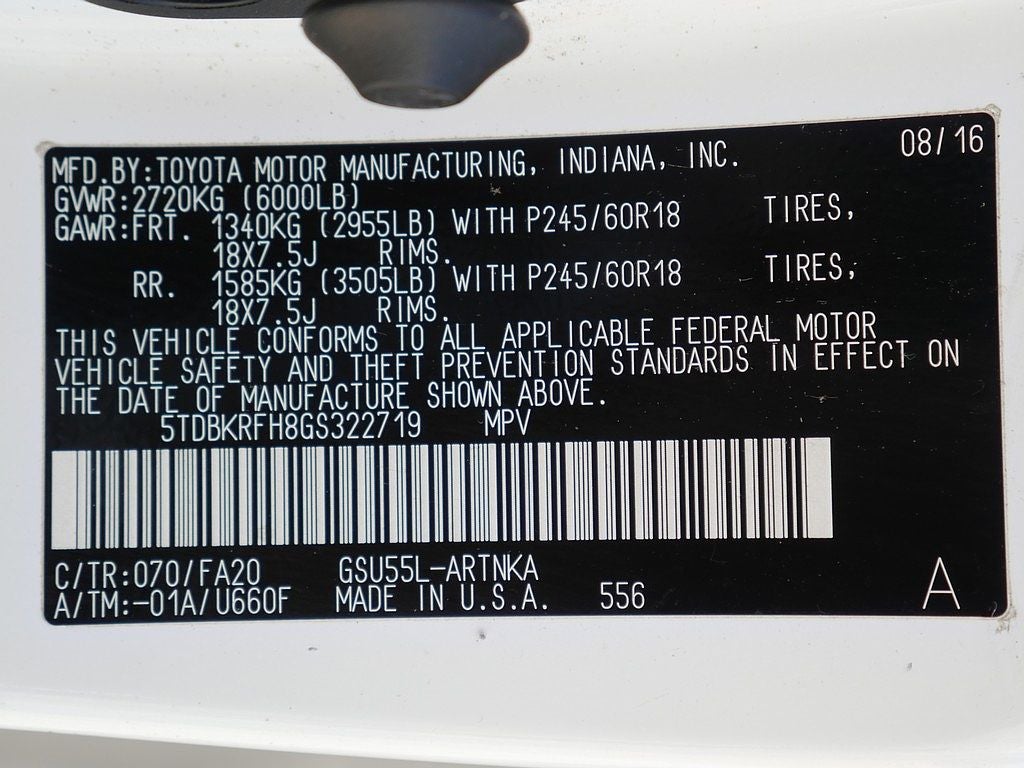 08/16
MFD.BY:TOYOTA MOTOR MANUFACTURING, INDIANA, INC.
GVWR:2720KG (6000LB)
GAWR:FRT. 1340KG (2955LB) WITH P245/60R18 TIRES,
18X7.5J RIMS.
RR. 1585KG (3505LB) WITH P245/60R18 TIRES,
18X7.5J RIMS.
THIS VEHICLE CONFORMS TO ALL APPLICABLE FEDERAL MOTOR
VEHICLE SAFETY AND THEFT PREVENTION STANDARDS IN EFFECT ON
THE DATE OF MANUFACTURE SHOWN ABOVE.
5TDBKRFH8GS322719 MPV
C/TR:070/FA20 GSU55L-ARTNKA
A/TM:-01A/U660F MADE IN U.S.A. 556 A